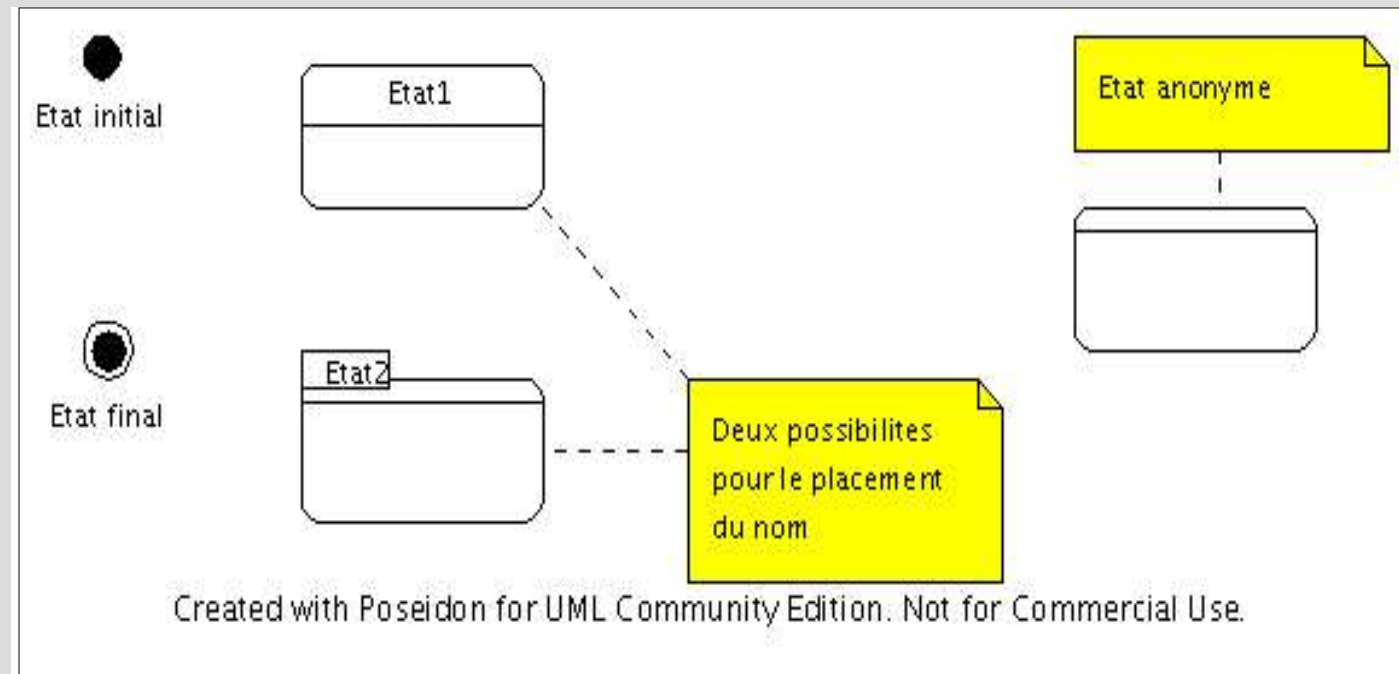 Etat initial
Etat1
Etat anonyme
Etat final
Etat2
Deux possibilites
pour le placement
du nom
Created with Poseidon for UML Community Edition. Not for Commercial Use.